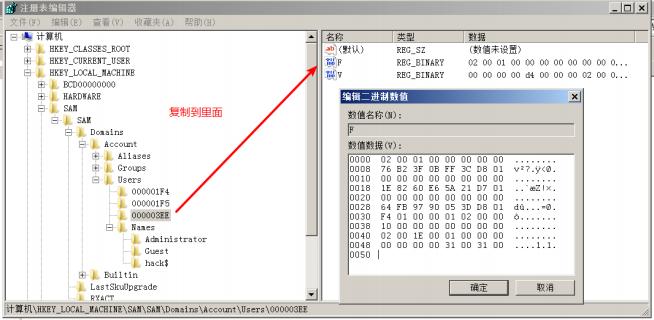 注册表编辑器
文件(F) 编辑(E) 查看(V) 收藏夹(A) 帮助(H)
计算机
HKEY_CLASSES_ROOT
HKEY_CURRENT_USER
HKEY_LOCAL_MACHINE
BCD00000000
HARDWARE
SAM
SAM
Domains
Account
Aliases
Groups
Users
000001F4
000001F5
000003EE
Names
Administrator
Guest
hack$
Builtin
LastSkuUpgrade
RXACT
复制到里面
名称 类型 数据
(默认) REG_SZ (数值未设置)
F REG_BINARY 02 00 01 00 00 00 00 00 00 0...
V REG_BINARY 00 00 00 00 d4 00 00 00 02 0...
编辑二进制数值
数值名称(N):
F
数值数据(V):
0000 02 00 01 00 00 00 00 00 ........
0008 76 B2 3F DB FF 3C D8 01 v²?.ÿ<Ø.
0010 00 00 00 00 00 00 00 00 ........
0018 1E 82 60 E6 5A 21 D7 01 ..`æZ!×.
0020 00 00 00 00 00 00 00 00 ........
0028 64 FB 97 9D 05 3D D8 01 dû...=Ø.
0030 F4 01 00 00 01 02 00 00 ô.......
0038 10 00 00 00 00 00 00 00 ........
0040 02 00 1E 00 01 00 00 00 ........
0048 00 00 00 00 31 00 31 00 ....1.1.
0050
确定 取消
计算机\HKEY_LOCAL_MACHINE\SAM\SAM\Domains\Account\Users\000003EE